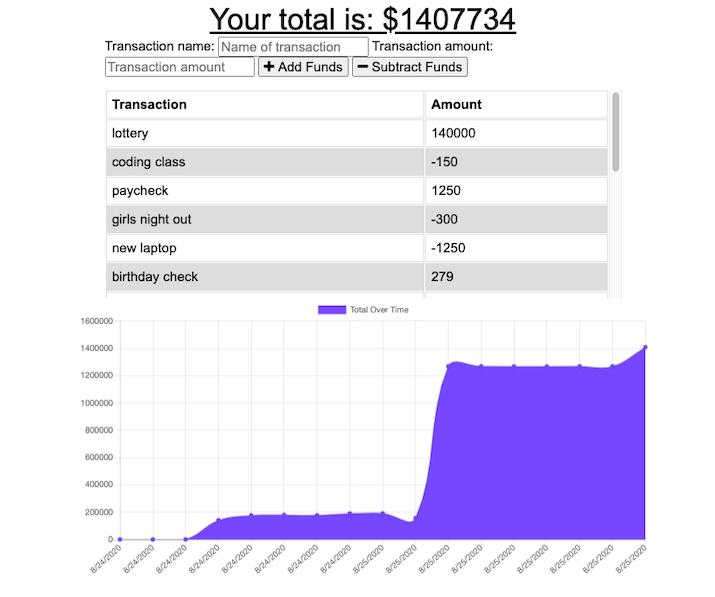 Your total is: $1407734
Transaction name: Name of transaction Transaction amount:
Transaction amount + Add Funds − Subtract Funds
Transaction Amount
lottery 140000
coding class -150
paycheck 1250
girls night out -300
new laptop -1250
birthday check 279
Total Over Time
1600000
1400000
1200000
1000000
800000
600000
400000
200000
0
8/24/2020 8/24/2020 8/24/2020 8/24/2020 8/24/2020 8/24/2020 8/24/2020 8/24/2020 8/25/2020 8/25/2020 8/25/2020 8/25/2020 8/25/2020 8/25/2020 8/25/2020 8/25/2020 8/25/2020